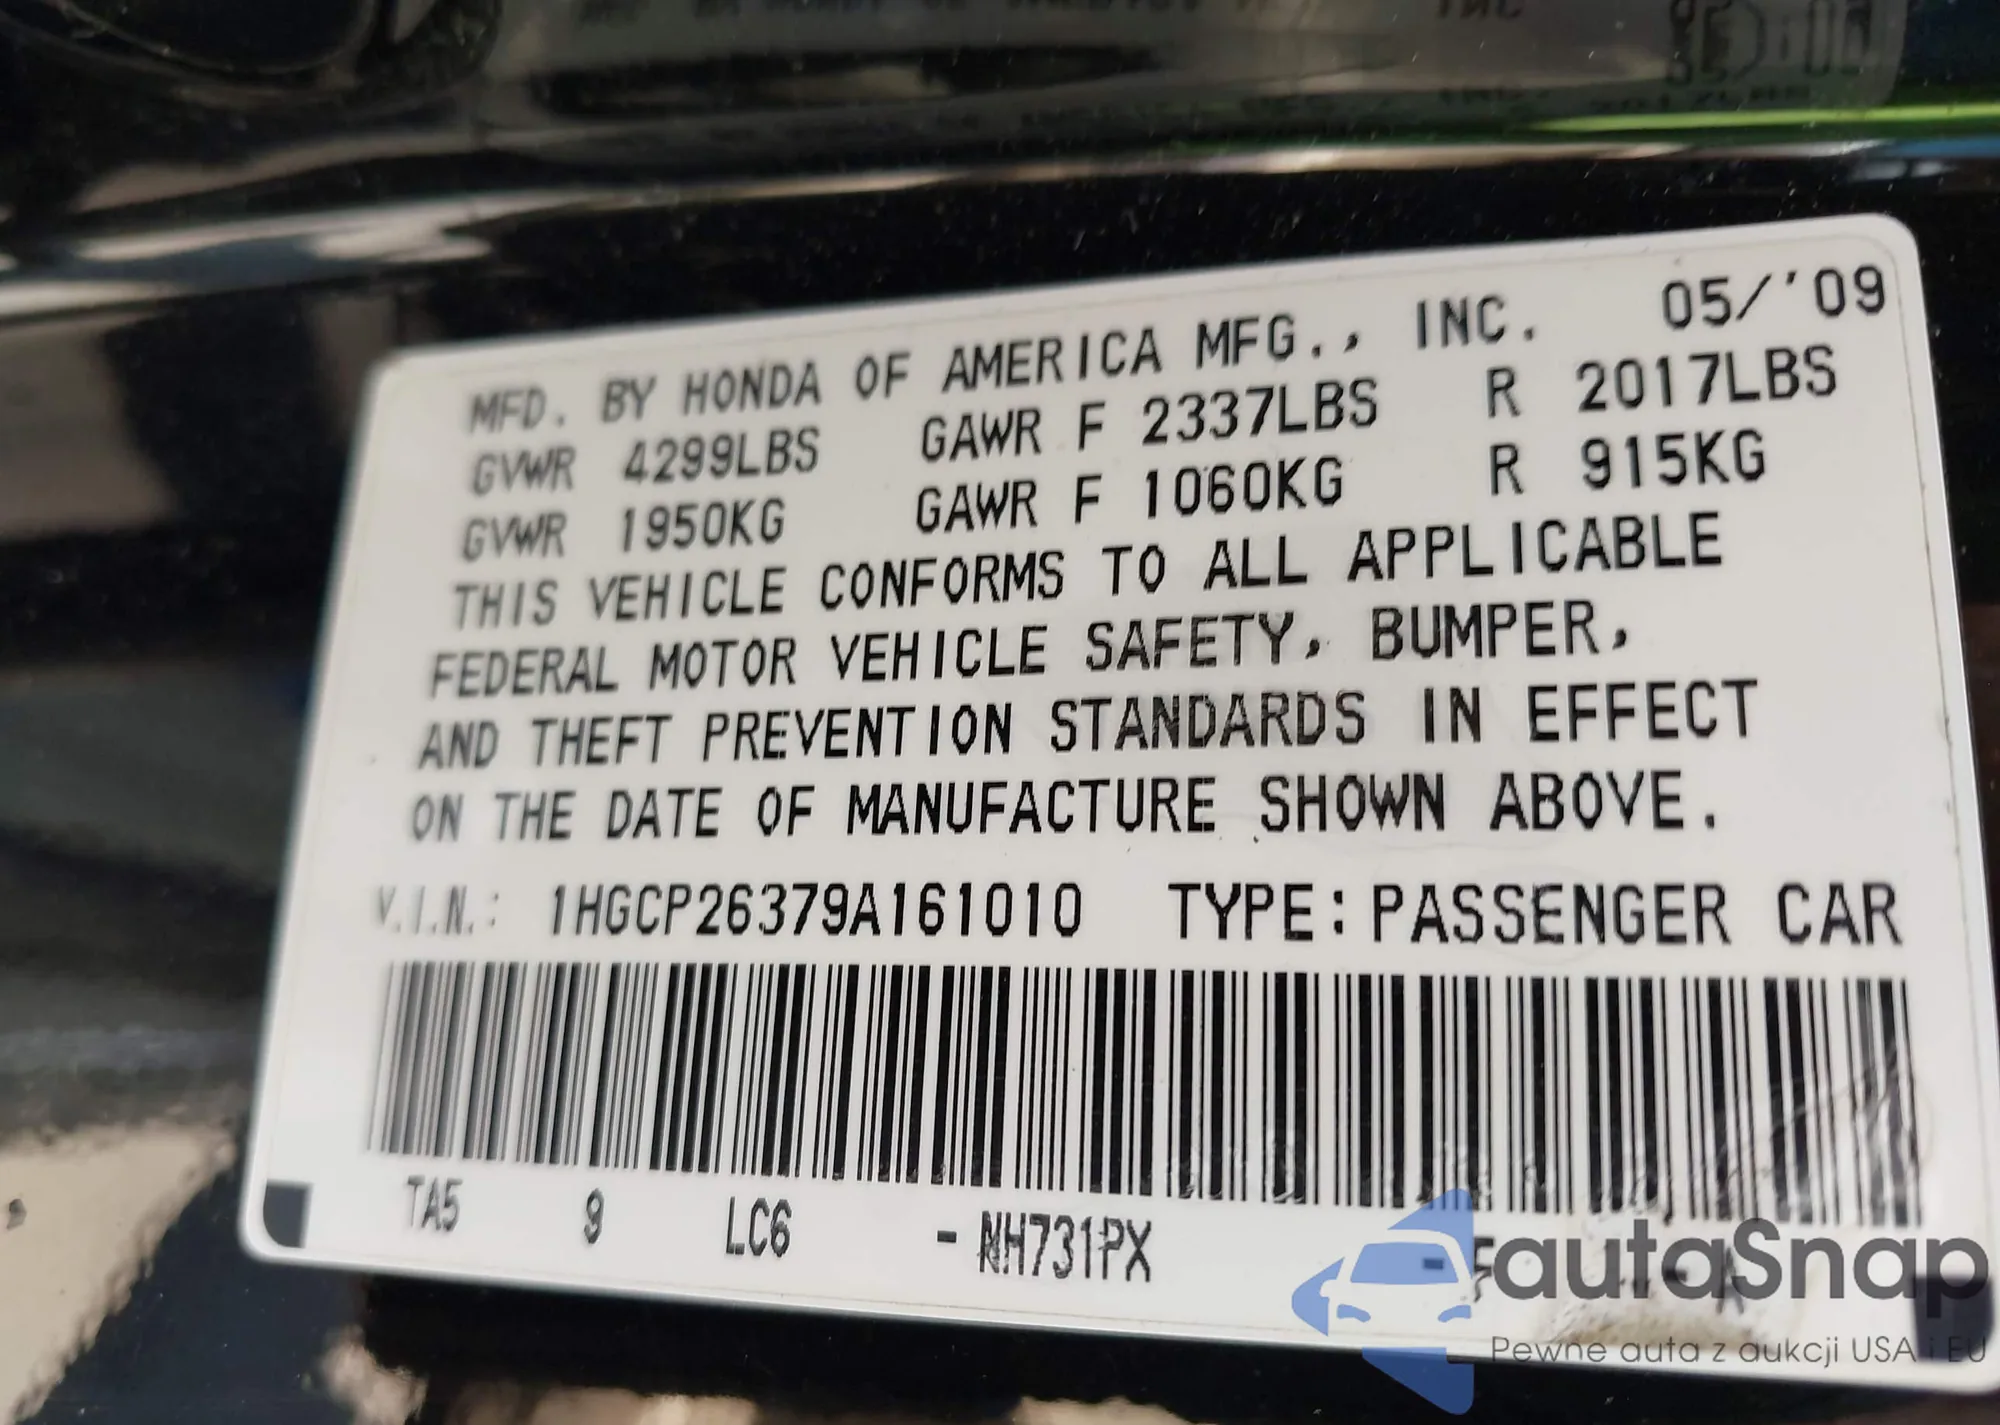 MFD. BY HONDA OF AMERICA MFG., INC. 05/'09
GVWR 4299LBS GAWR F 2337LBS R 2017LBS
GVWR 1950KG GAWR F 1060KG R 915KG
THIS VEHICLE CONFORMS TO ALL APPLICABLE
FEDERAL MOTOR VEHICLE SAFETY, BUMPER,
AND THEFT PREVENTION STANDARDS IN EFFECT
ON THE DATE OF MANUFACTURE SHOWN ABOVE.
V.I.N.: 1HGCP26379A161010 TYPE: PASSENGER CAR
TA5 9 LC6 - NH731PX
autaSnap
Pewne auta z aukcji USA i EU